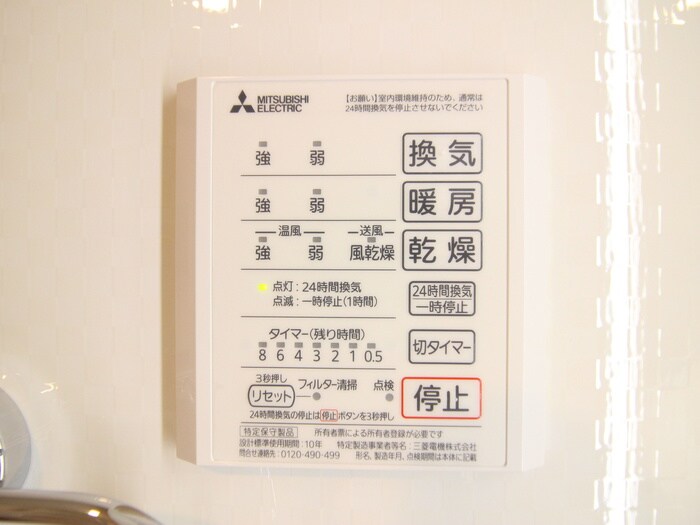 MITSUBISHI
ELECTRIC
【お願い】室内環境維持のため、通常は
24時間換気を停止させないでください
強 弱 換気
強 弱 暖房
温風 送風
強 弱 風乾燥 乾燥
点灯：24時間換気
点滅：一時停止(1時間)
24時間換気
一時停止
タイマー(残り時間)
8 6 4 3 2 1 0.5
切タイマー
3秒押し
リセット フィルター清掃 点検
停止
24時間換気の停止は停止ボタンを3秒押し
特定保守製品 所有者票による所有者登録が必要です
設計標準使用期間：10年 特定製造事業者等名：三菱電機株式会社
問合せ連絡先：0120-490-499 形名、製造年月、点検期間は本体に記載